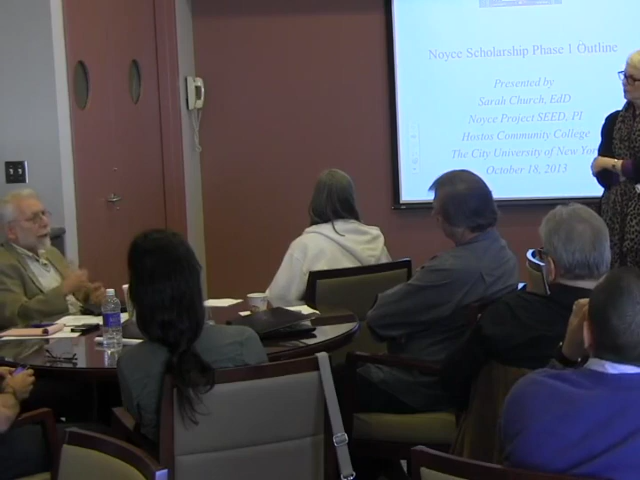 Noyce Scholarship Phase 1 Outline
Presented by
Sarah Church, EdD
Noyce Project SEED, PI
Hostos Community College
The City University of New York
October 18, 2013